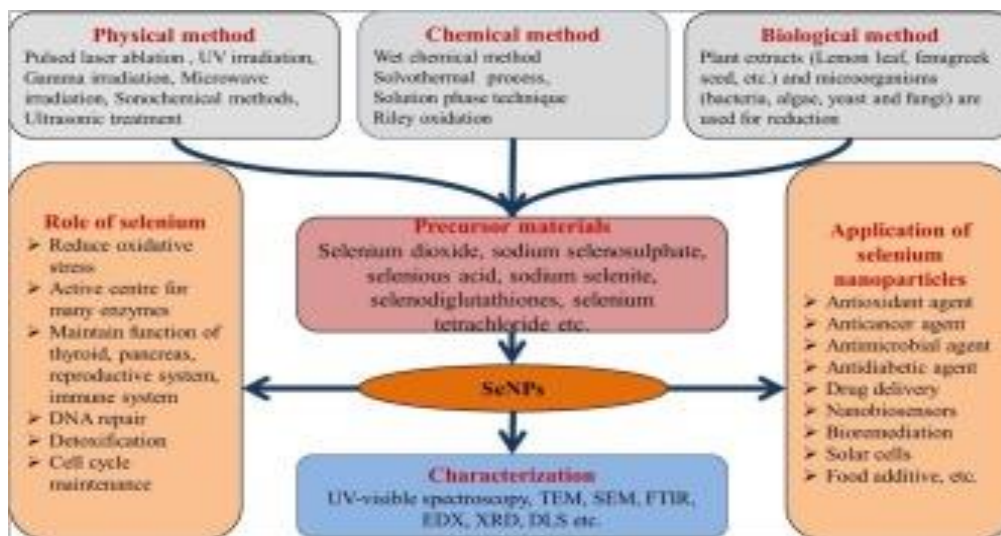 Physical method
Pulsed laser ablation , UV irradiation,
Gamma irradiation, Microwave
irradiation, Sonochemical methods,
Ultrasonic treatment
Chemical method
Wet chemical method
Solvothermal process,
Solution phase technique
Riley oxidation
Biological method
Plant extracts (Lemon leaf, fenugreek
seed, etc.) and microorganisms
(bacteria, algae, yeast and fungi) are
used for reduction
Role of selenium
➤ Reduce oxidative
stress
➤ Active centre for
many enzymes
➤ Maintain function of
thyroid, pancreas,
reproductive system,
immune system
➤ DNA repair
➤ Detoxification
➤ Cell cycle
maintenance
Precursor materials
Selenium dioxide, sodium selenosulphate,
selenious acid, sodium selenite,
selenodiglutathiones, selenium
tetrachloride etc.
SeNPs
Characterization
UV-visible spectroscopy, TEM, SEM, FTIR,
EDX, XRD, DLS etc.
Application of
selenium
nanoparticles
➤ Antioxidant agent
➤ Anticancer agent
➤ Antimicrobial agent
➤ Antidiabetic agent
➤ Drug delivery
➤ Nanobiosensors
➤ Bioremediation
➤ Solar cells
➤ Food additive, etc.